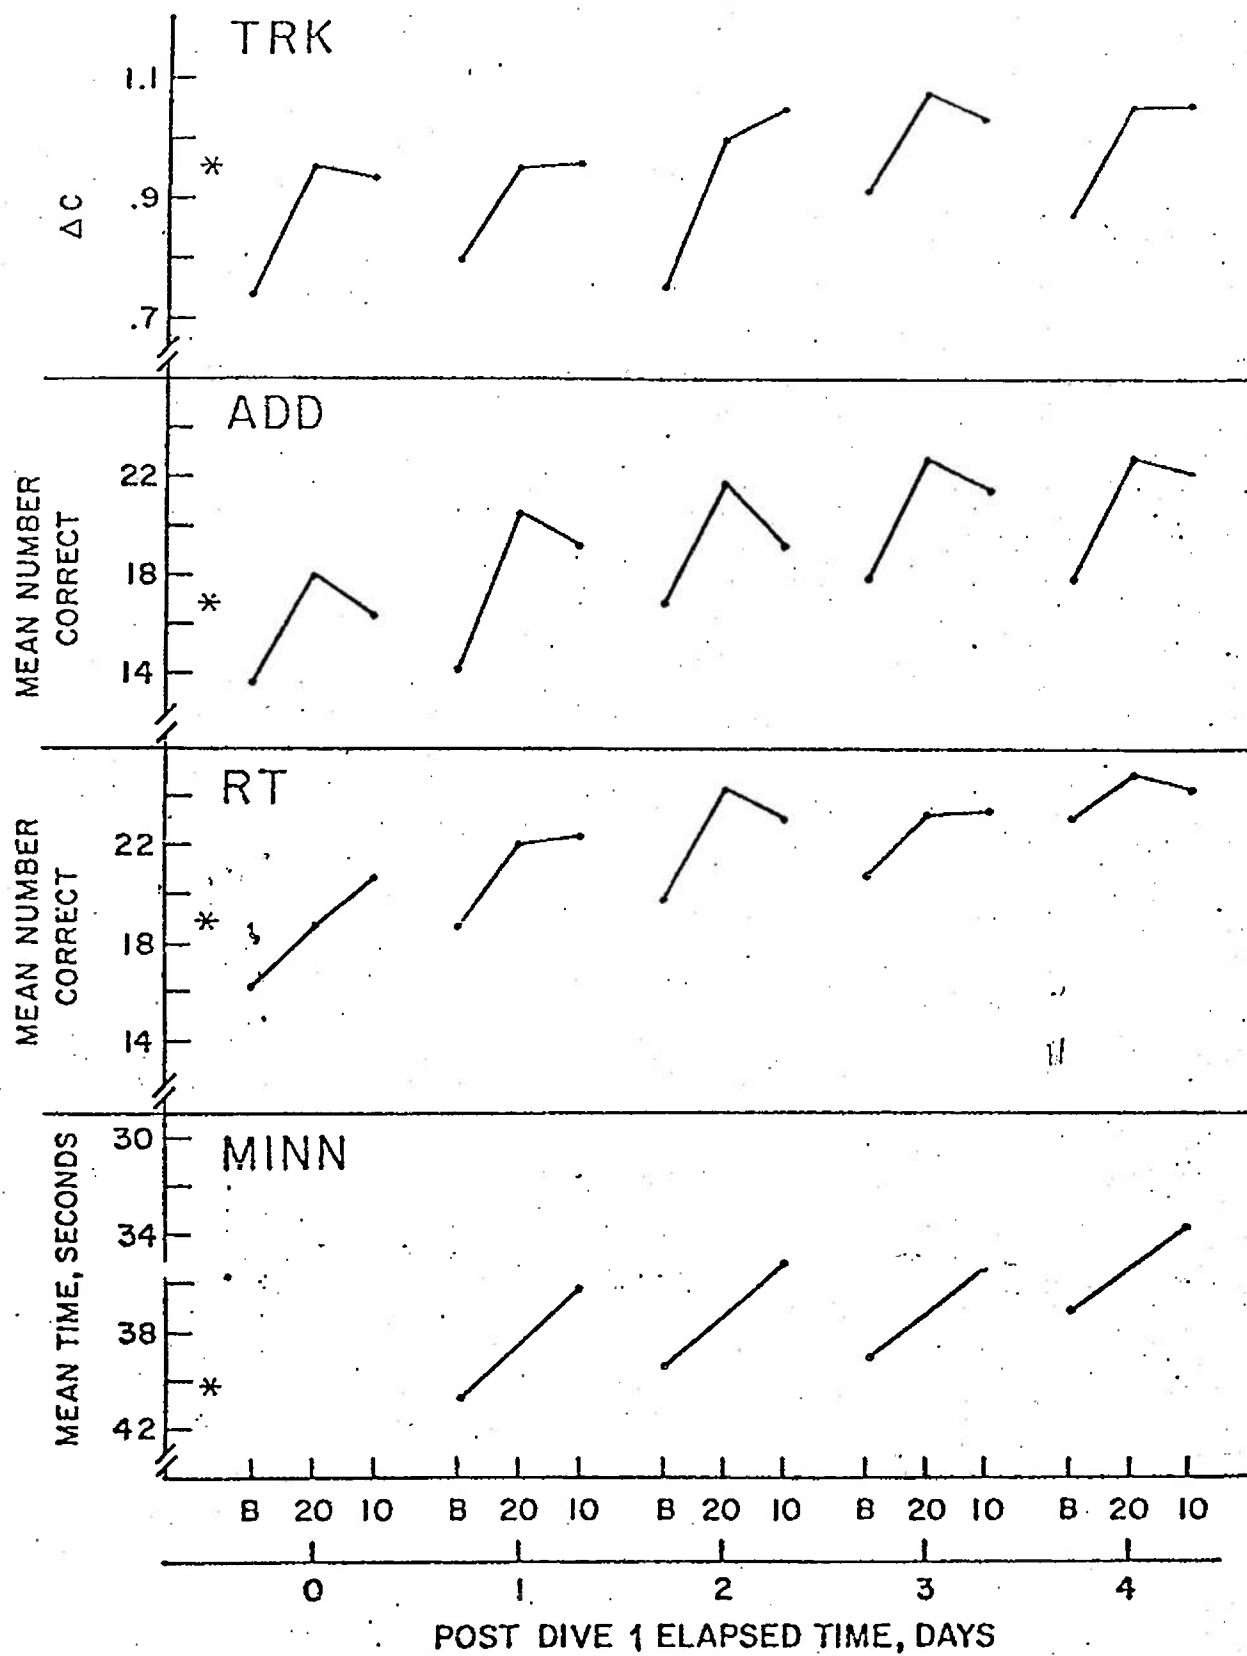 TRK
1.1
.9
.7
ΔC
*
ADD
22
18
14
MEAN NUMBER
CORRECT
*
RT
22
18
14
MEAN NUMBER
CORRECT
*
MINN
30
34
38
42
MEAN TIME, SECONDS
*
B 20 10 B 20 10 B 20 10 B 20 10 B 20 10
0 1 2 3 4
POST DIVE 1 ELAPSED TIME, DAYS